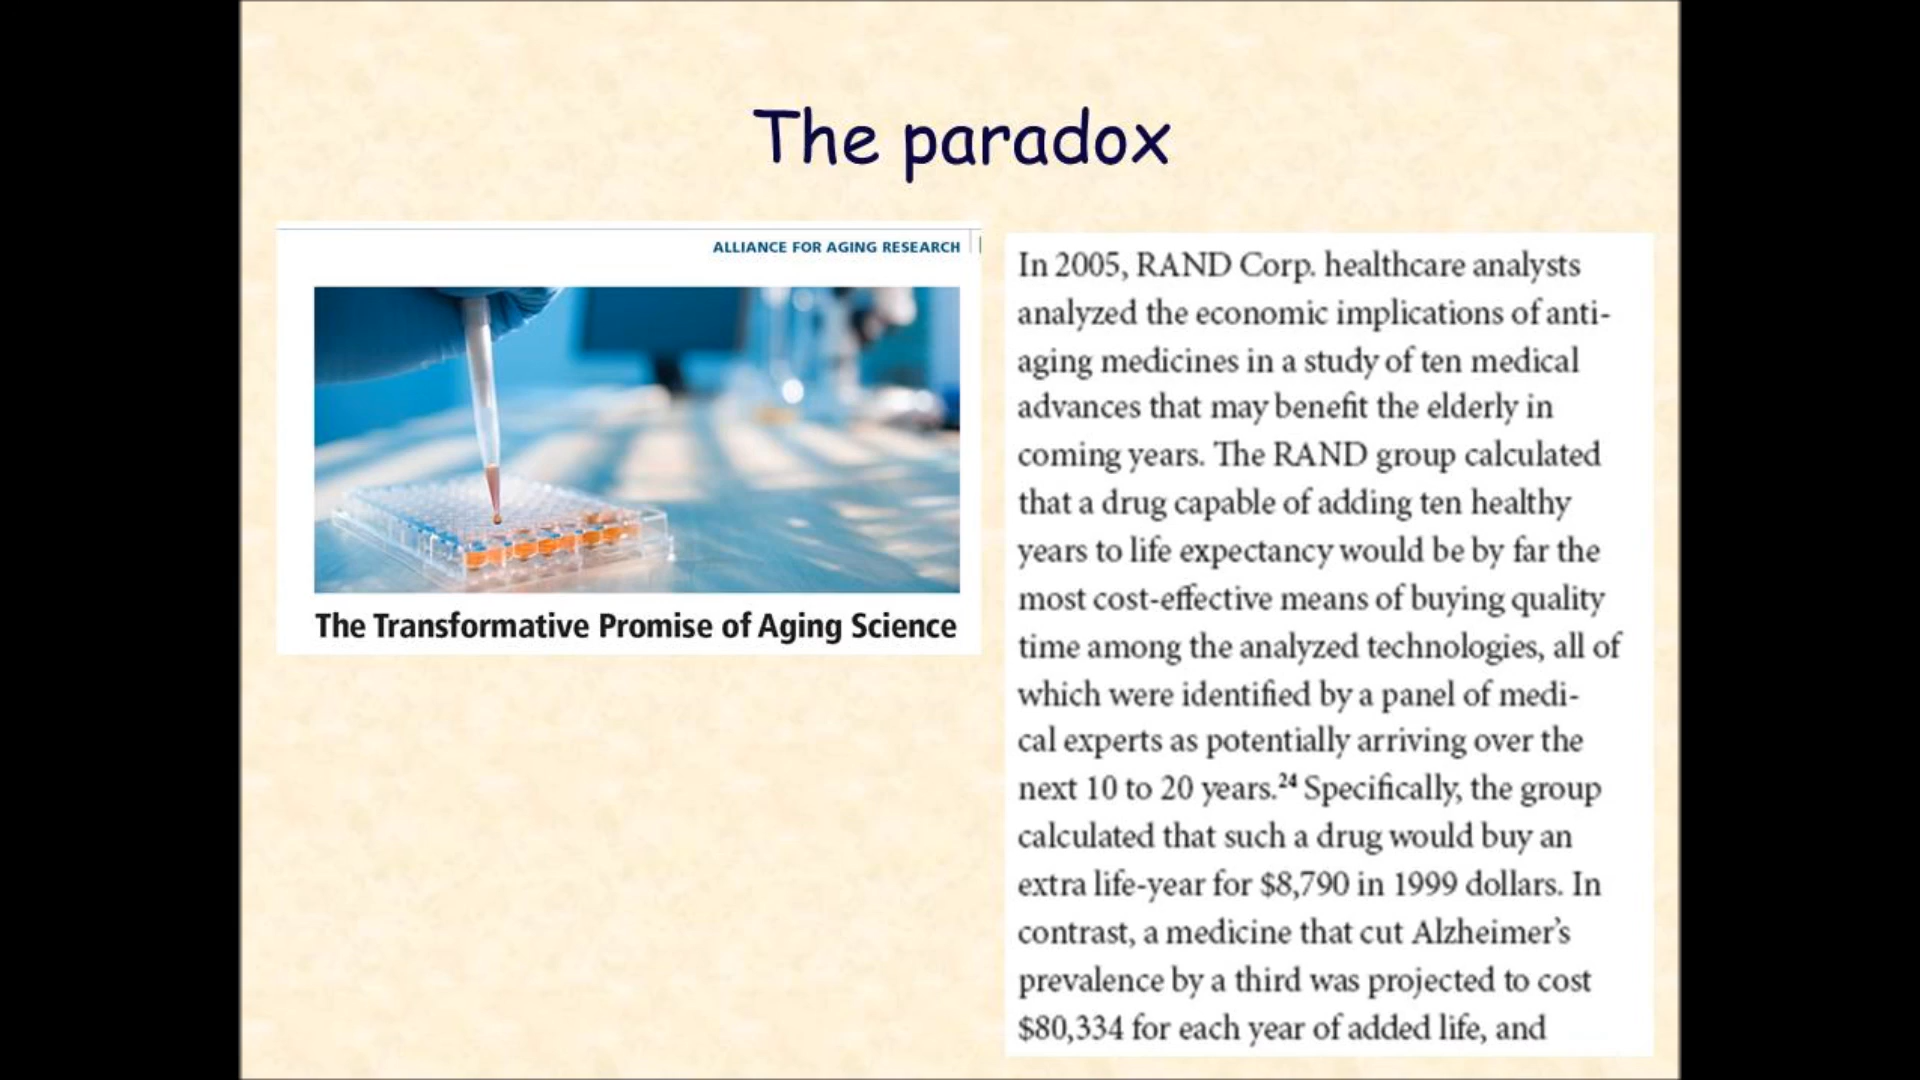 The paradox
ALLIANCE FOR AGING RESEARCH
The Transformative Promise of Aging Science
In 2005, RAND Corp. healthcare analysts
analyzed the economic implications of anti-
aging medicines in a study of ten medical
advances that may benefit the elderly in
coming years. The RAND group calculated
that a drug capable of adding ten healthy
years to life expectancy would be by far the
most cost-effective means of buying quality
time among the analyzed technologies, all of
which were identified by a panel of medi-
cal experts as potentially arriving over the
next 10 to 20 years.²⁴ Specifically, the group
calculated that such a drug would buy an
extra life-year for $8,790 in 1999 dollars. In
contrast, a medicine that cut Alzheimer’s
prevalence by a third was projected to cost
$80,334 for each year of added life, and